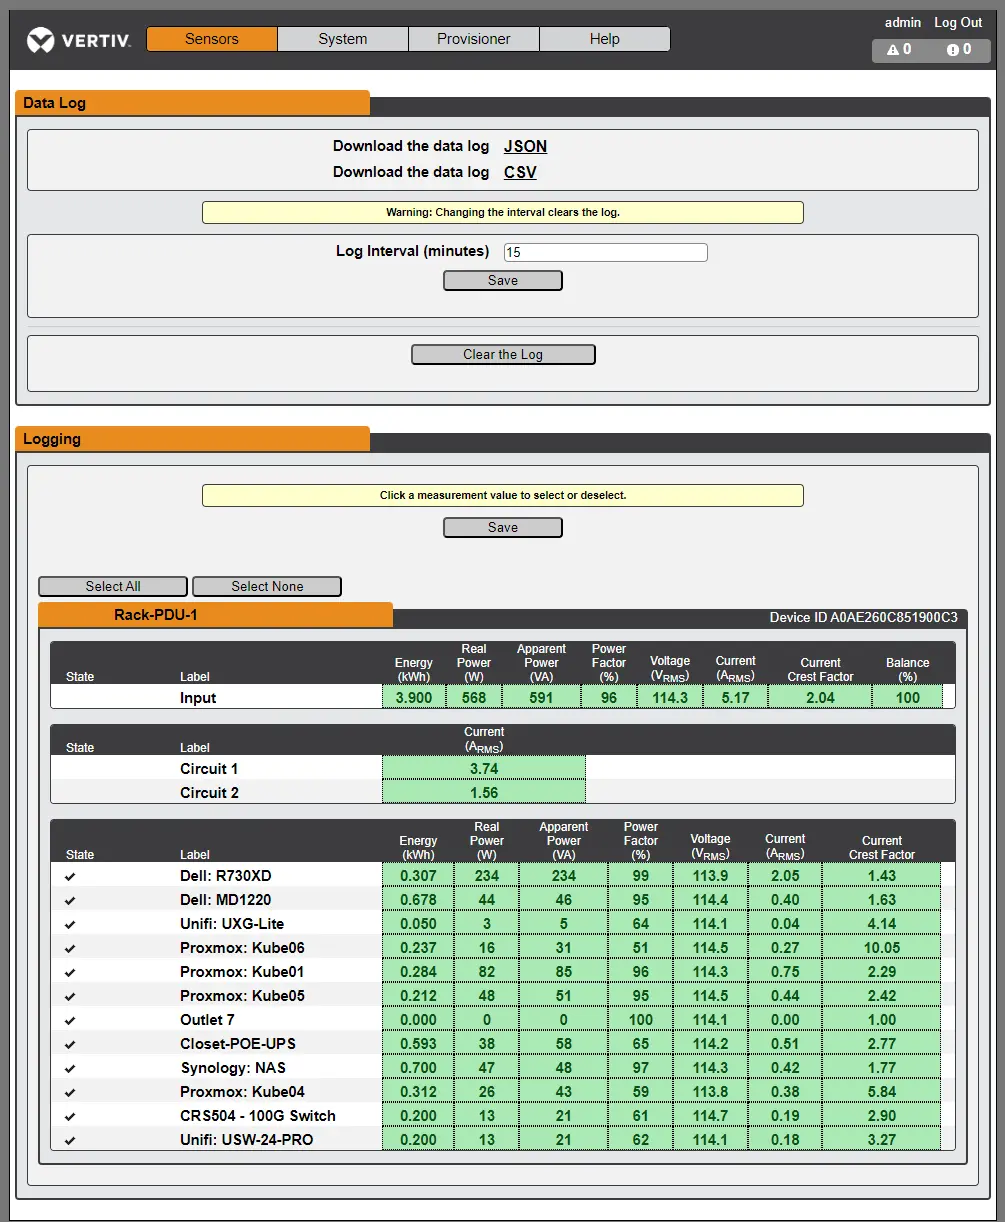 VERTIV. Sensors System Provisioner Help admin Log Out
0 0
Data Log
Download the data log JSON
Download the data log CSV
Warning: Changing the interval clears the log.
Log Interval (minutes) 15
Save
Clear the Log
Logging
Click a measurement value to select or deselect.
Save
Select All Select None
Rack-PDU-1 Device ID A0AE260C851900C3
State Label Energy (kWh) Real Power (W) Apparent Power (VA) Power Factor (%) Voltage (VRMS) Current (ARMS) Current Crest Factor Balance (%)
Input 3.900 568 591 96 114.3 5.17 2.04 100
State Label Current (ARMS)
Circuit 1 3.74
Circuit 2 1.56
State Label Energy (kWh) Real Power (W) Apparent Power (VA) Power Factor (%) Voltage (VRMS) Current (ARMS) Current Crest Factor
Dell: R730XD 0.307 234 234 99 113.9 2.05 1.43
Dell: MD1220 0.678 44 46 95 114.4 0.40 1.63
Unifi: UXG-Lite 0.050 3 5 64 114.1 0.04 4.14
Proxmox: Kube06 0.237 16 31 51 114.5 0.27 10.05
Proxmox: Kube01 0.284 82 85 96 114.3 0.75 2.29
Proxmox: Kube05 0.212 48 51 95 114.5 0.44 2.42
Outlet 7 0.000 0 0 100 114.1 0.00 1.00
Closet-POE-UPS 0.593 38 58 65 114.2 0.51 2.77
Synology: NAS 0.700 47 48 97 114.3 0.42 1.77
Proxmox: Kube04 0.312 26 43 59 113.8 0.38 5.84
CRS504 - 100G Switch 0.200 13 21 61 114.7 0.19 2.90
Unifi: USW-24-PRO 0.200 13 21 62 114.1 0.18 3.27